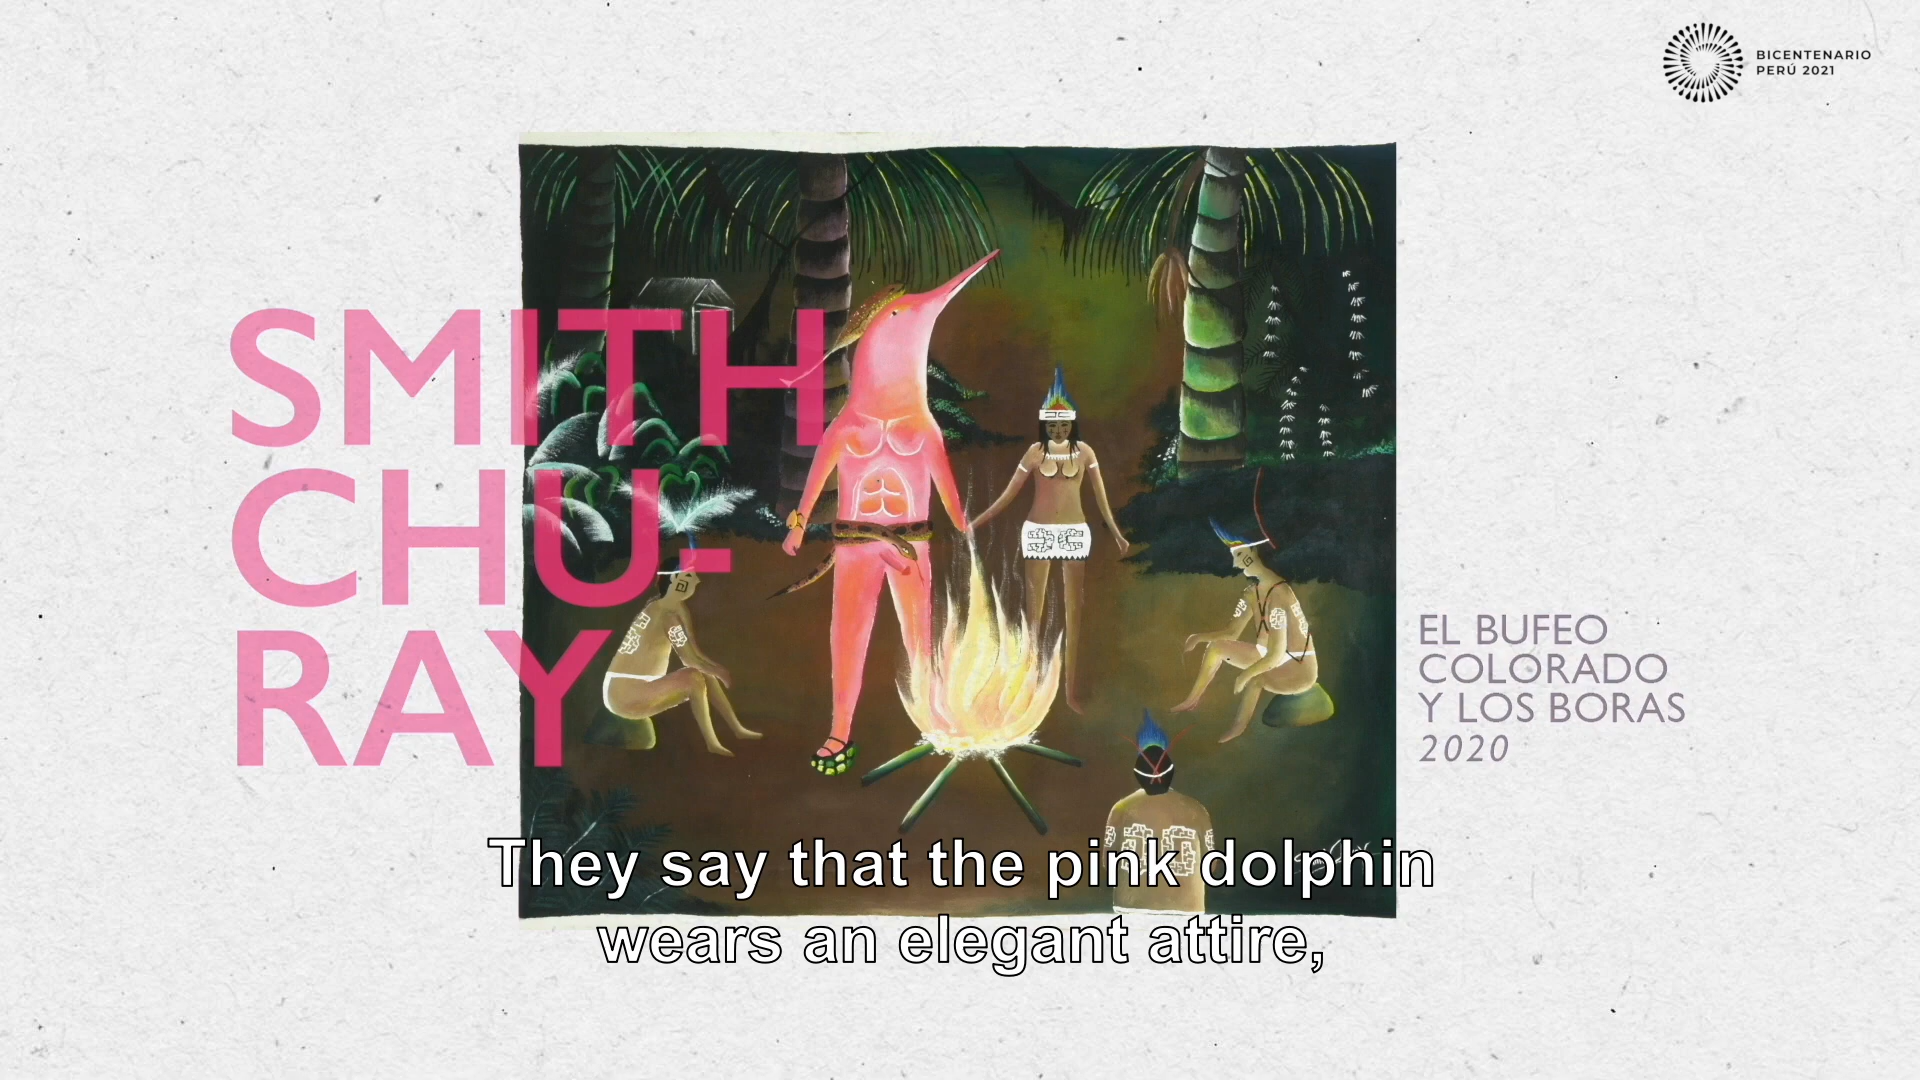 BICENTENARIO
PERÚ 2021
SMITH
CHU-
RAY
EL BUFEO
COLORADO
Y LOS BORAS
2020
They say that the pink dolphin
wears an elegant attire,